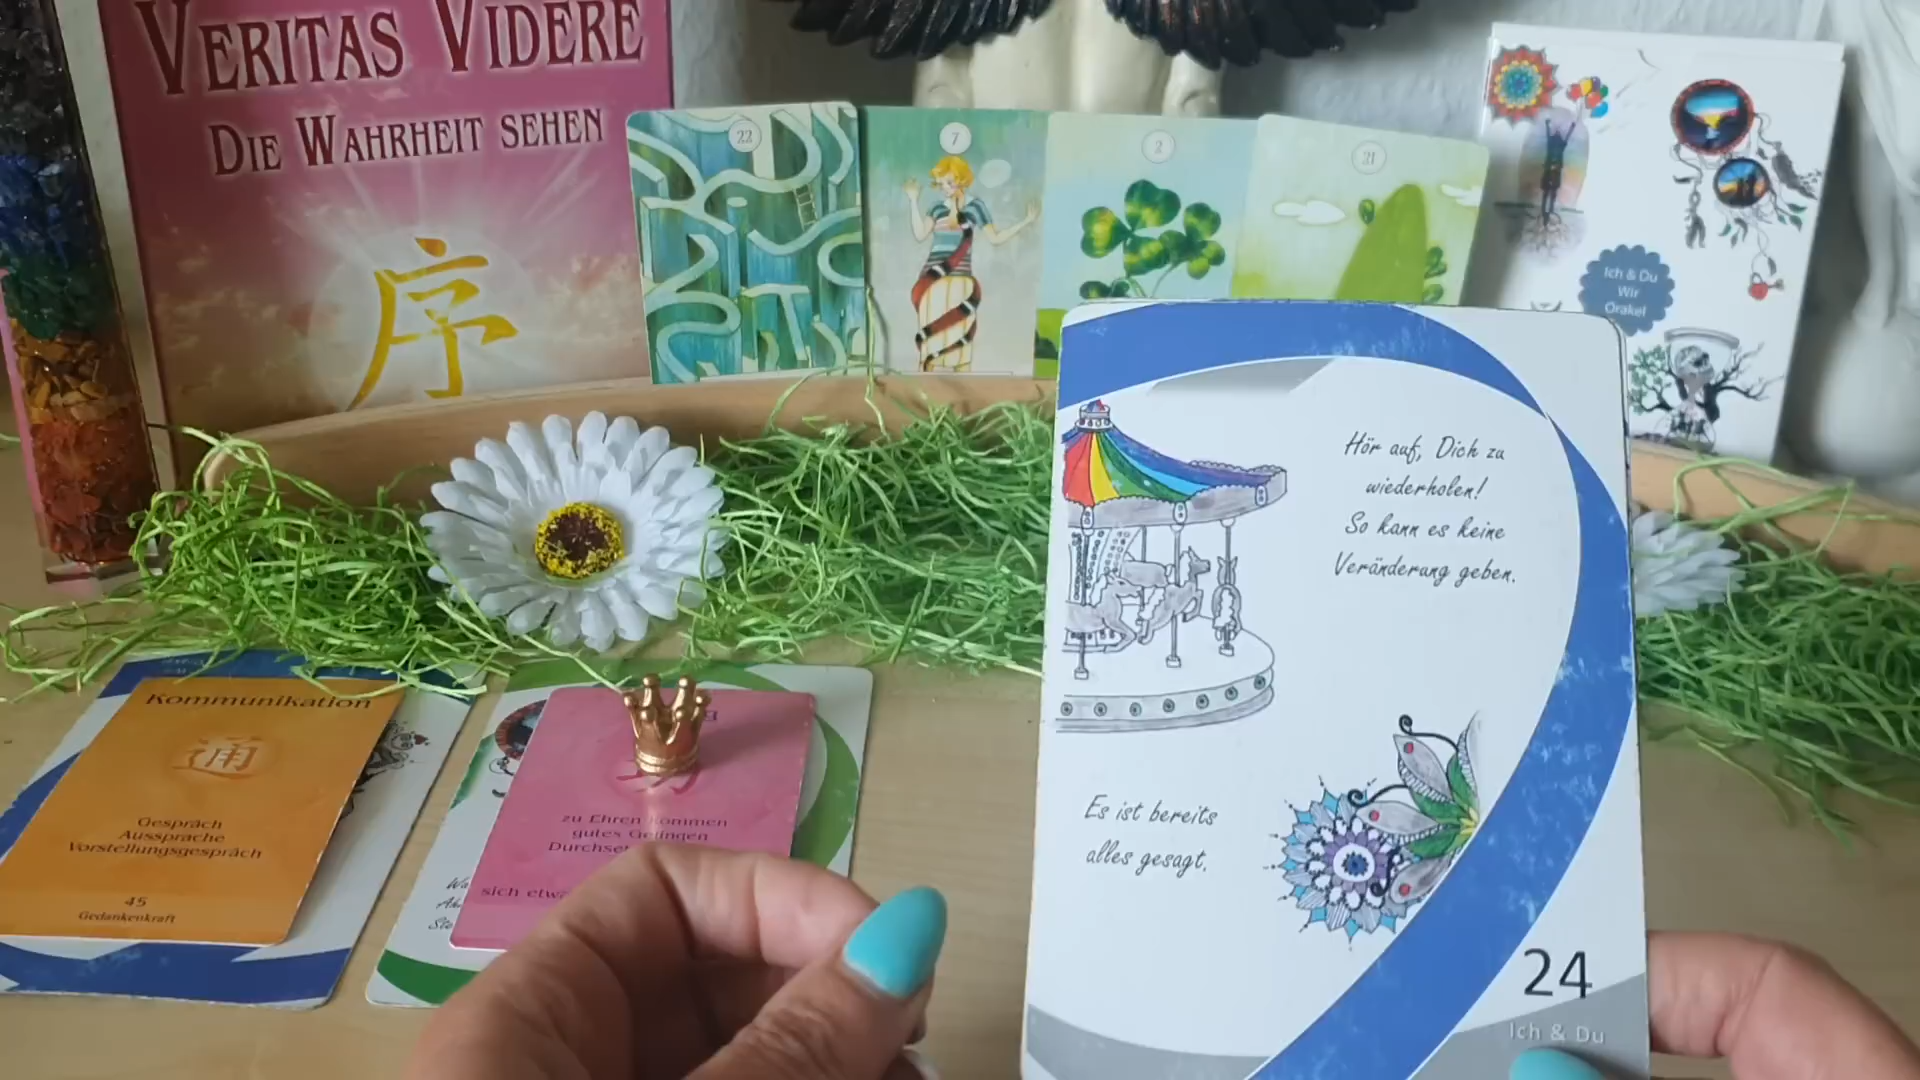 VERITAS VIDERE
DIE WAHRHEIT SEHEN
序
22
7
2
21
Ich & Du
Wir
Orakel
Hör auf, Dich zu
wiederholen!
So kann es keine
Veränderung geben.
Es ist bereits
alles gesagt.
24
Ich & Du
Kommunikation
通
Gespräch
Aussprache
Vorstellungsgespräch
45
Gedankenkraft
zu Ehren kommen
gutes Gelingen
sich